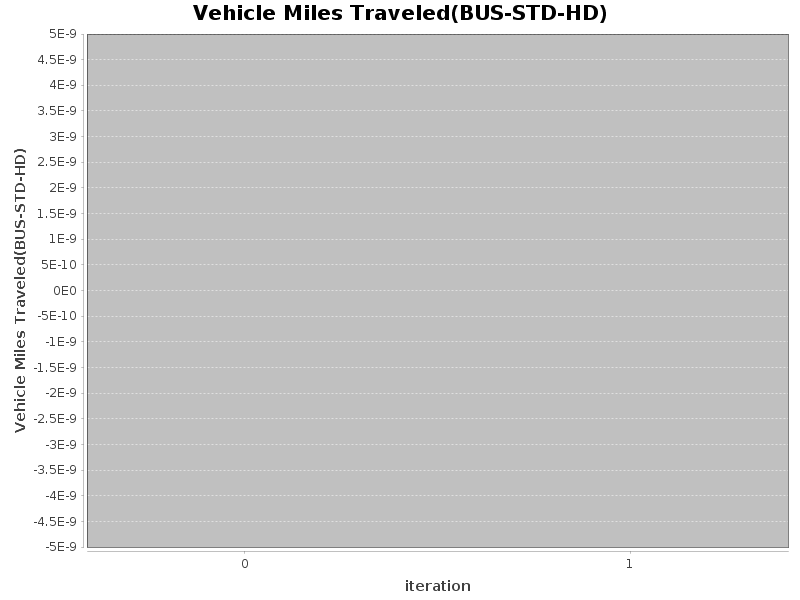 Vehicle Miles Traveled(BUS-STD-HD)
Vehicle Miles Traveled(BUS-STD-HD)
5E-9
4.5E-9
4E-9
3.5E-9
3E-9
2.5E-9
2E-9
1.5E-9
1E-9
5E-10
0E0
-5E-10
-1E-9
-1.5E-9
-2E-9
-2.5E-9
-3E-9
-3.5E-9
-4E-9
-4.5E-9
-5E-9
0 1
iteration